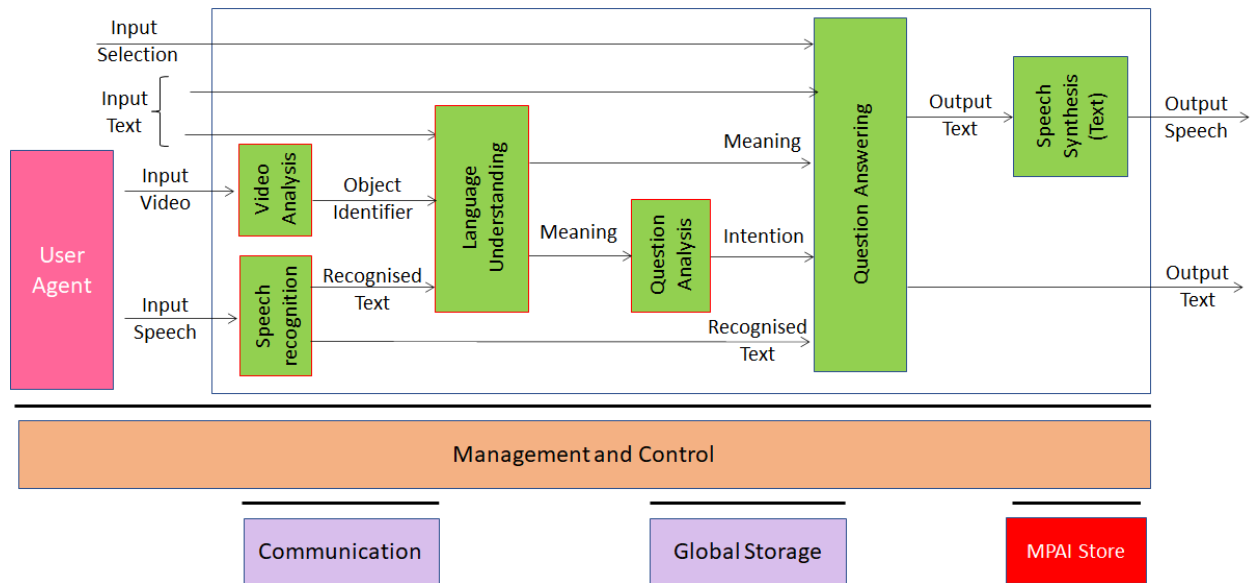 Input
Selection
Input
Text
Input
Video
Input
Speech
User
Agent
Video
Analysis
Object
Identifier
Speech
recognition
Recognised
Text
Language
Understanding
Meaning
Meaning
Question
Analysis
Intention
Recognised
Text
Question Answering
Output
Text
Speech
Synthesis
(Text)
Output
Speech
Output
Text
Management and Control
Communication
Global Storage
MPAI Store